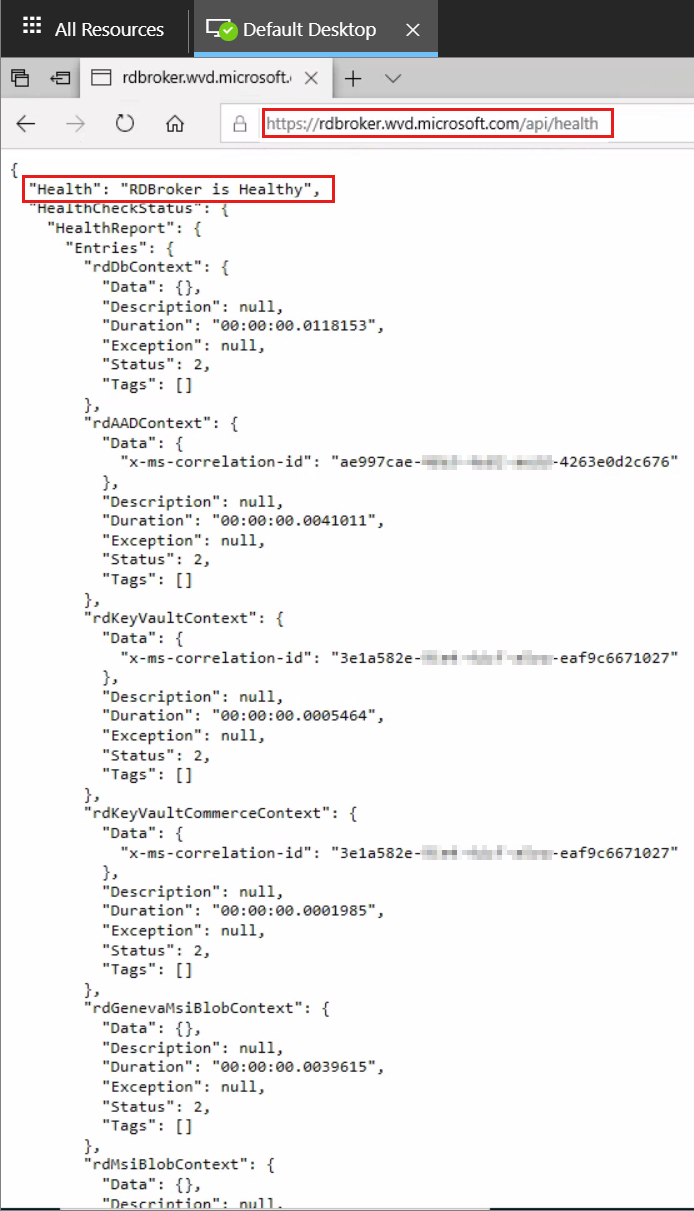 All Resources
Default Desktop
rdbroker.wvd.microsoft.
https://rdbroker.wvd.microsoft.com/api/health
{
"Health": "RDBroker is Healthy",
"HealthCheckStatus": {
"HealthReport": {
"Entries": {
"rdDbContext": {
"Data": {},
"Description": null,
"Duration": "00:00:00.0118153",
"Exception": null,
"Status": 2,
"Tags": []
},
"rdAADContext": {
"Data": {
"x-ms-correlation-id": "ae997cae- -4263e0d2c676"
},
"Description": null,
"Duration": "00:00:00.0041011",
"Exception": null,
"Status": 2,
"Tags": []
},
"rdKeyVaultContext": {
"Data": {
"x-ms-correlation-id": "3e1a582e- -eaf9c6671027"
},
"Description": null,
"Duration": "00:00:00.0005464",
"Exception": null,
"Status": 2,
"Tags": []
},
"rdKeyVaultCommerceContext": {
"Data": {
"x-ms-correlation-id": "3e1a582e- -eaf9c6671027"
},
"Description": null,
"Duration": "00:00:00.0001985",
"Exception": null,
"Status": 2,
"Tags": []
},
"rdGenevaMsiBlobContext": {
"Data": {},
"Description": null,
"Duration": "00:00:00.0039615",
"Exception": null,
"Status": 2,
"Tags": []
},
"rdMsiBlobContext": {
"Data": {},
"Description": null,